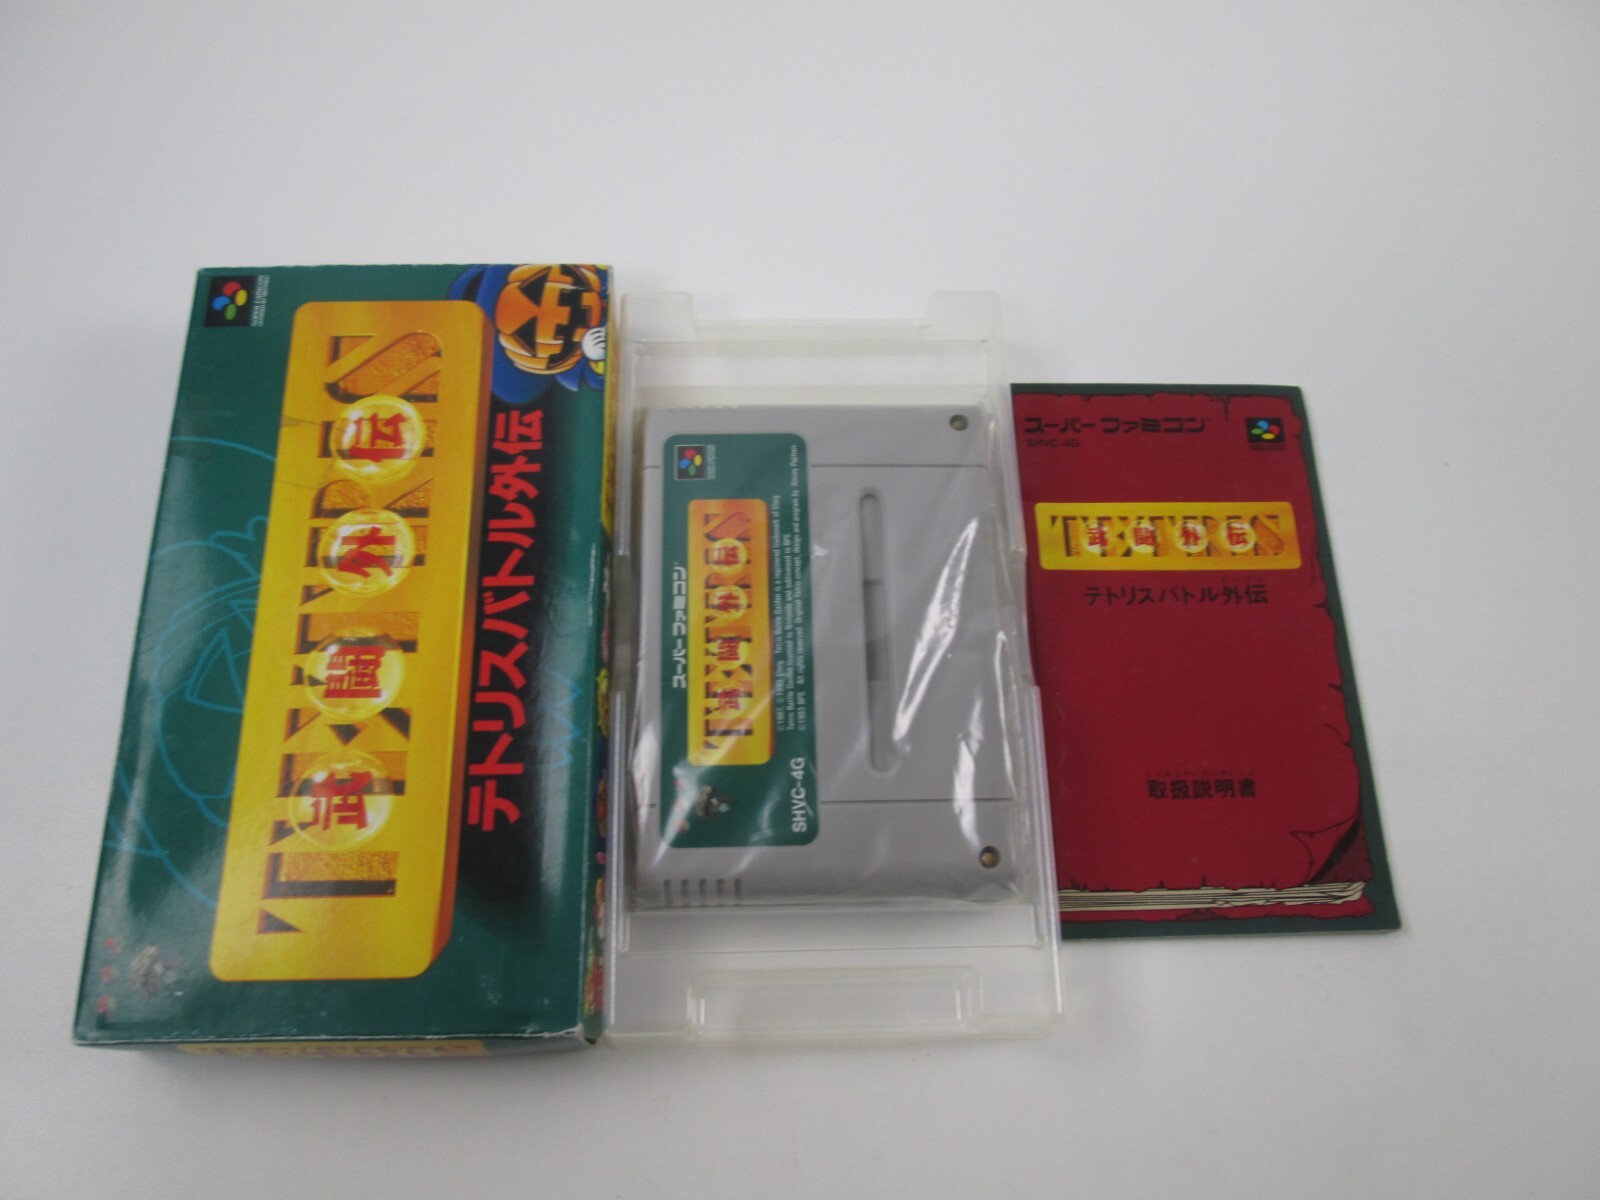 TETRIS
武闘外伝
テトリスバトル外伝
スーパーファミコン
TETRIS
武闘外伝
SHVC-4G
スーパーファミコン
SHVC-4G
TETRIS
武闘外伝
テトリスバトル外伝
取扱説明書